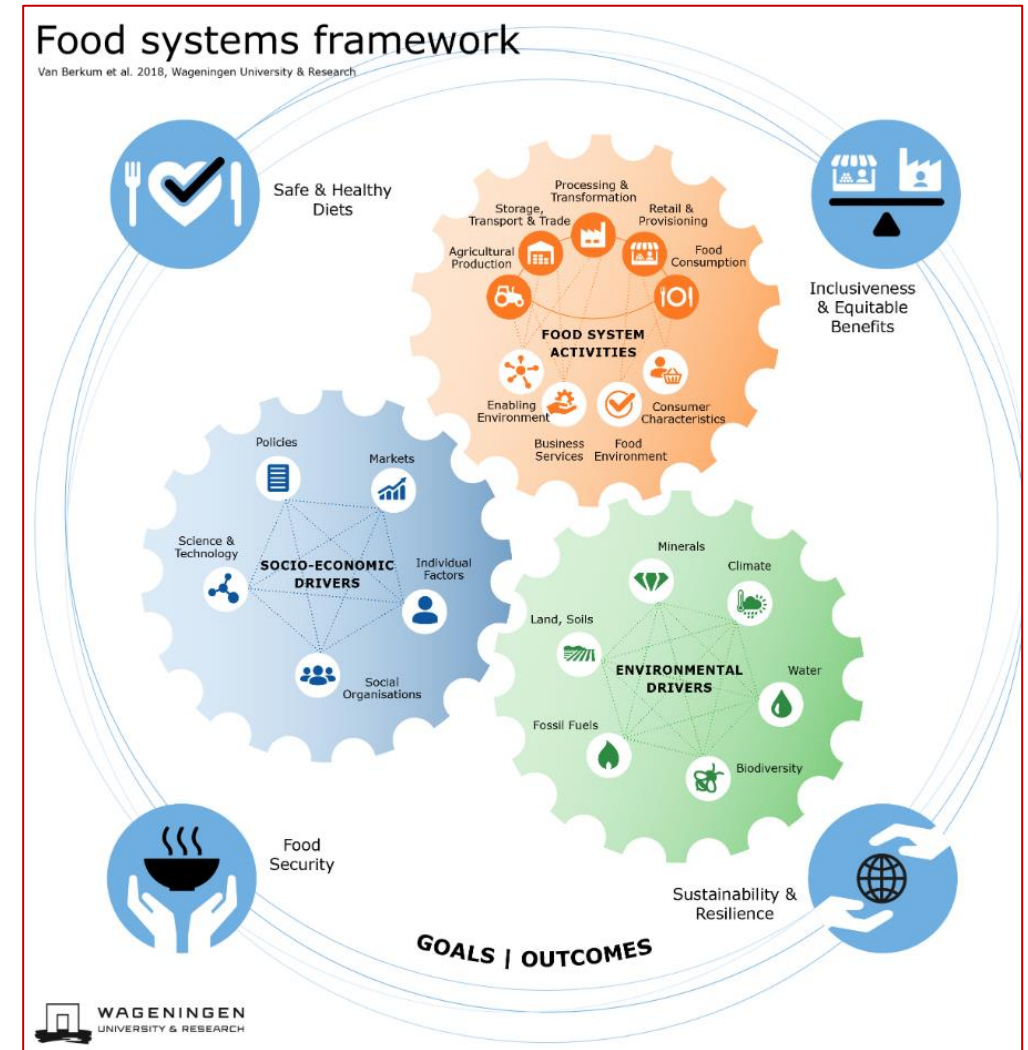 Food systems framework
Van Berkum et al. 2018, Wageningen University & Research
Safe & Healthy
Diets
Inclusiveness
& Equitable
Benefits
Processing &
Transformation
Storage,
Transport & Trade
Retail &
Provisioning
Agricultural
Production
Food
Consumption
FOOD SYSTEM
ACTIVITIES
Enabling
Environment
Business
Services
Food
Environment
Consumer
Characteristics
Policies
Markets
Science &
Technology
SOCIO-ECONOMIC
DRIVERS
Individual
Factors
Social
Organisations
Minerals
Climate
Land, Soils
ENVIRONMENTAL
DRIVERS
Water
Fossil Fuels
Biodiversity
Food
Security
Sustainability &
Resilience
GOALS | OUTCOMES
WAGENINGEN
UNIVERSITY & RESEARCH